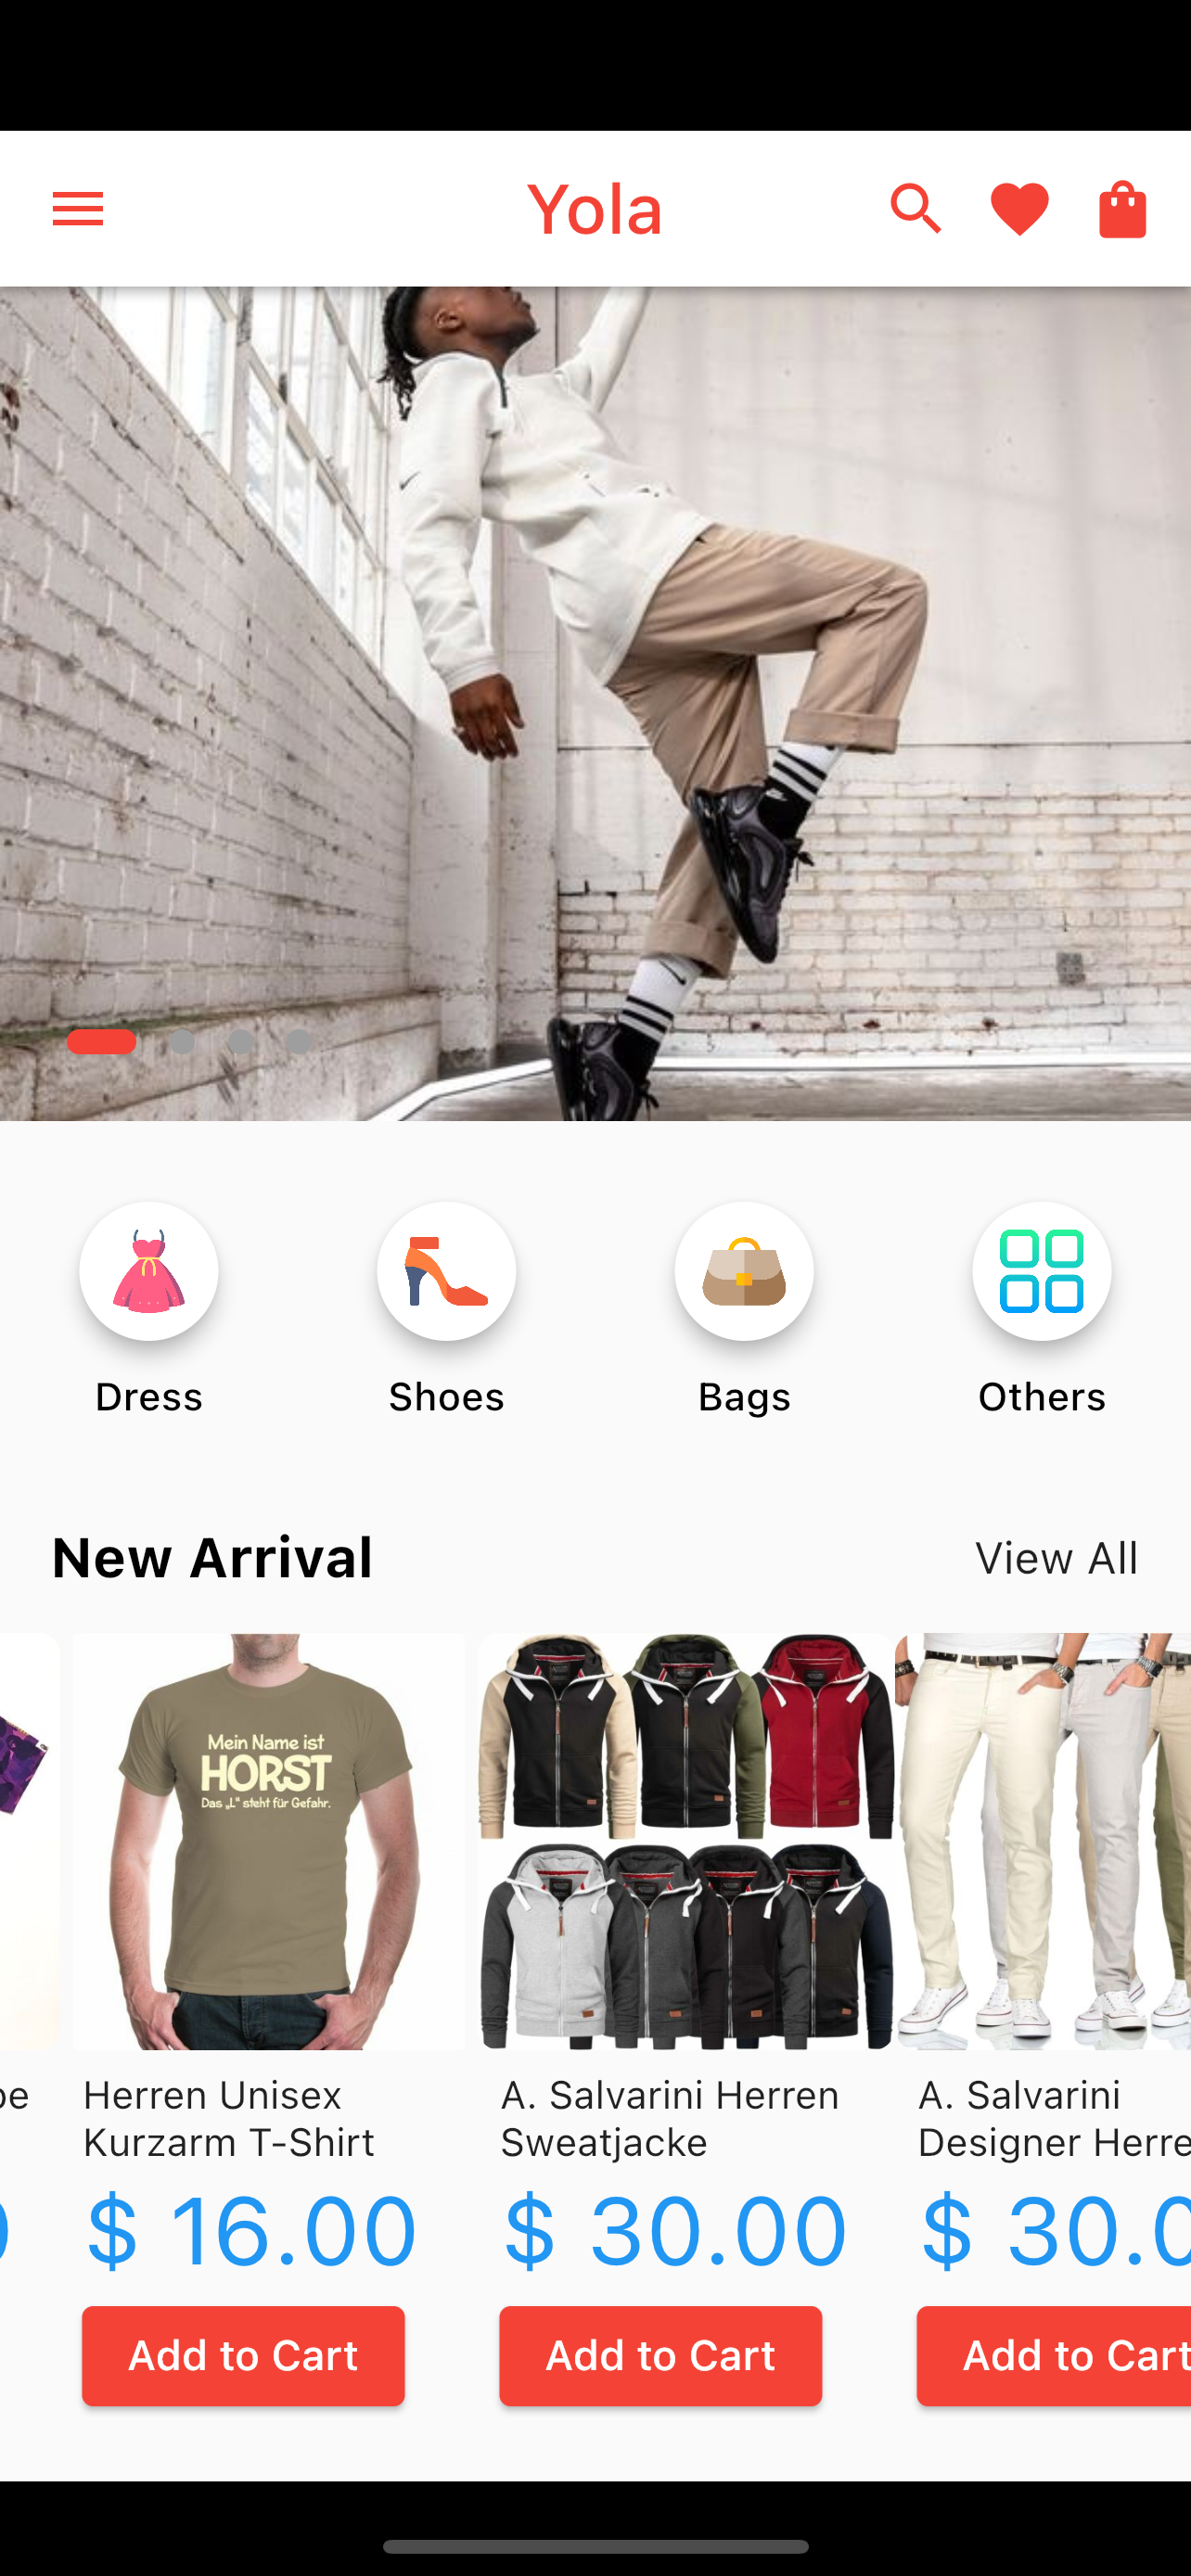 Yola
Dress
Shoes
Bags
Others
New Arrival
View All
Mein Name ist
HORST
Das „L“ steht für Gefahr.
Herren Unisex
Kurzarm T-Shirt
$ 16.00
Add to Cart
A. Salvarini Herren
Sweatjacke
$ 30.00
Add to Cart
A. Salvarini
Designer Herre
$ 30.0
Add to Cart